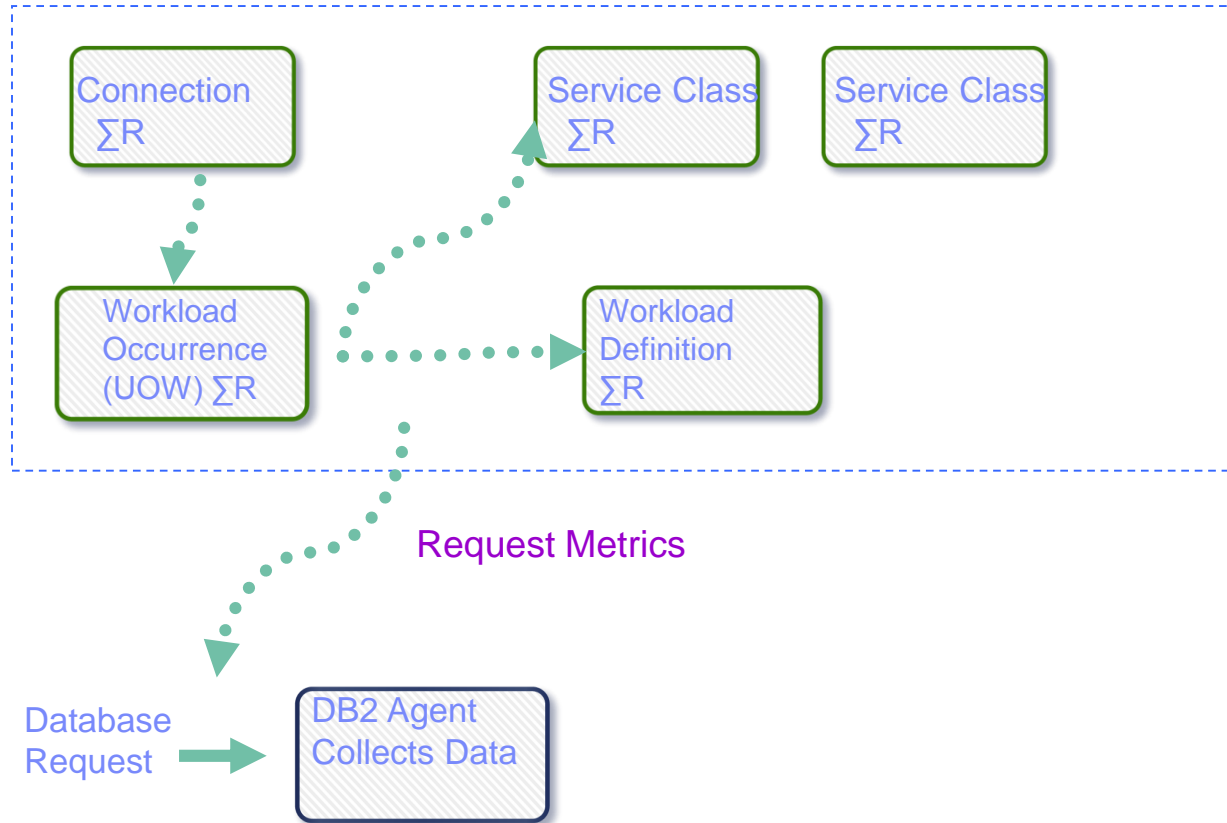 Connection
∑R
Service Class
∑R
Service Class
∑R
Workload
Occurrence
(UOW) ∑R
Workload
Definition
∑R
Request Metrics
Database
Request
DB2 Agent
Collects Data